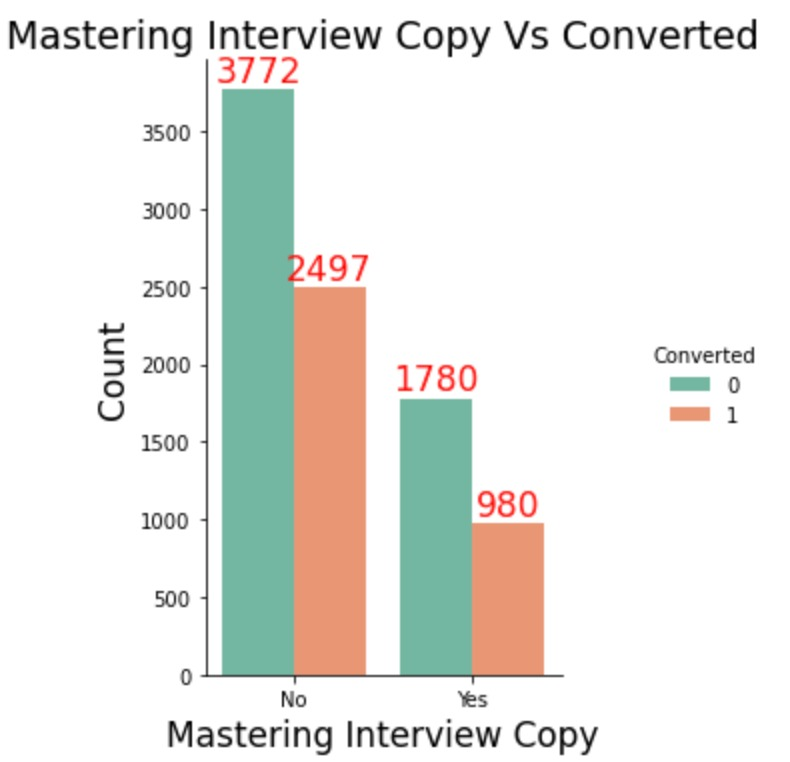 Mastering Interview Copy Vs Converted
3772
3500
3000
2497
2500
Count
2000
1780
1500
980
1000
500
0
No
Yes
Mastering Interview Copy
Converted
0
1